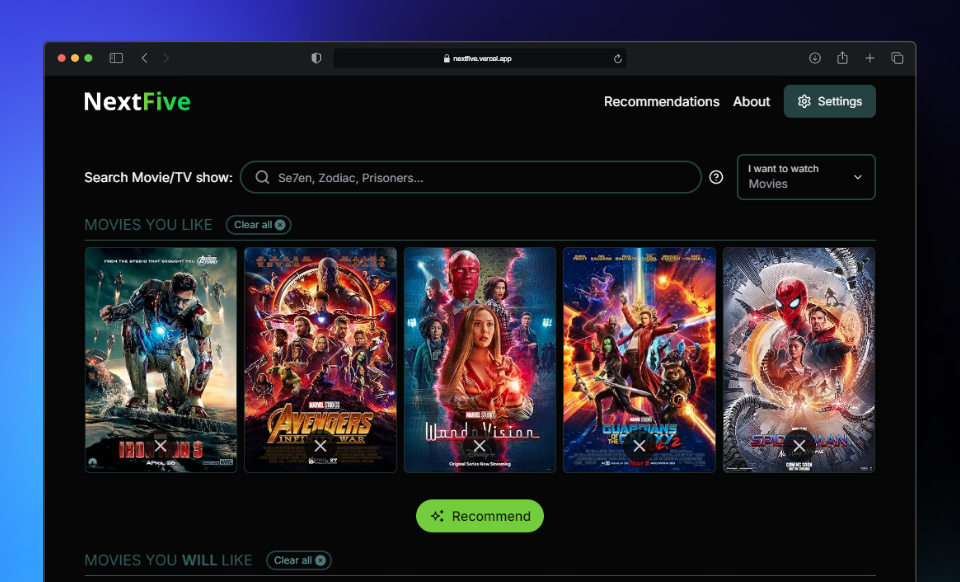 nextfive.vercel.app
NextFive
Recommendations About Settings
Search Movie/TV show: Se7en, Zodiac, Prisoners...
I want to watch
Movies
MOVIES YOU LIKE Clear all
FROM THE STUDIO THAT BROUGHT YOU
IRON MAN 3
APRIL 26
MARVEL STUDIOS
AVENGERS
INFINITY WAR
MARVEL STUDIOS
WandaVision
Original Series Now Streaming
GUARDIANS
OF THE GALAXY 2
SPIDER-MAN
Recommend
MOVIES YOU WILL LIKE Clear all